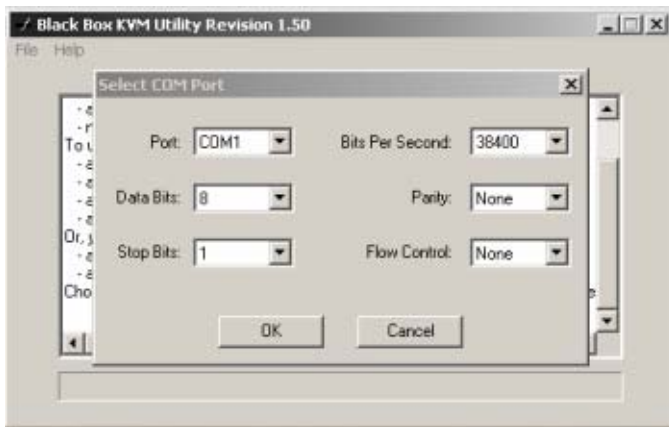 Black Box KVM Utility Revision 1.50
File Help
Select COM Port
Port: COM1 Bits Per Second: 38400
To u
Data Bits: 8 Parity: None
Or, y
Stop Bits: 1 Flow Control: None
Cho
OK Cancel